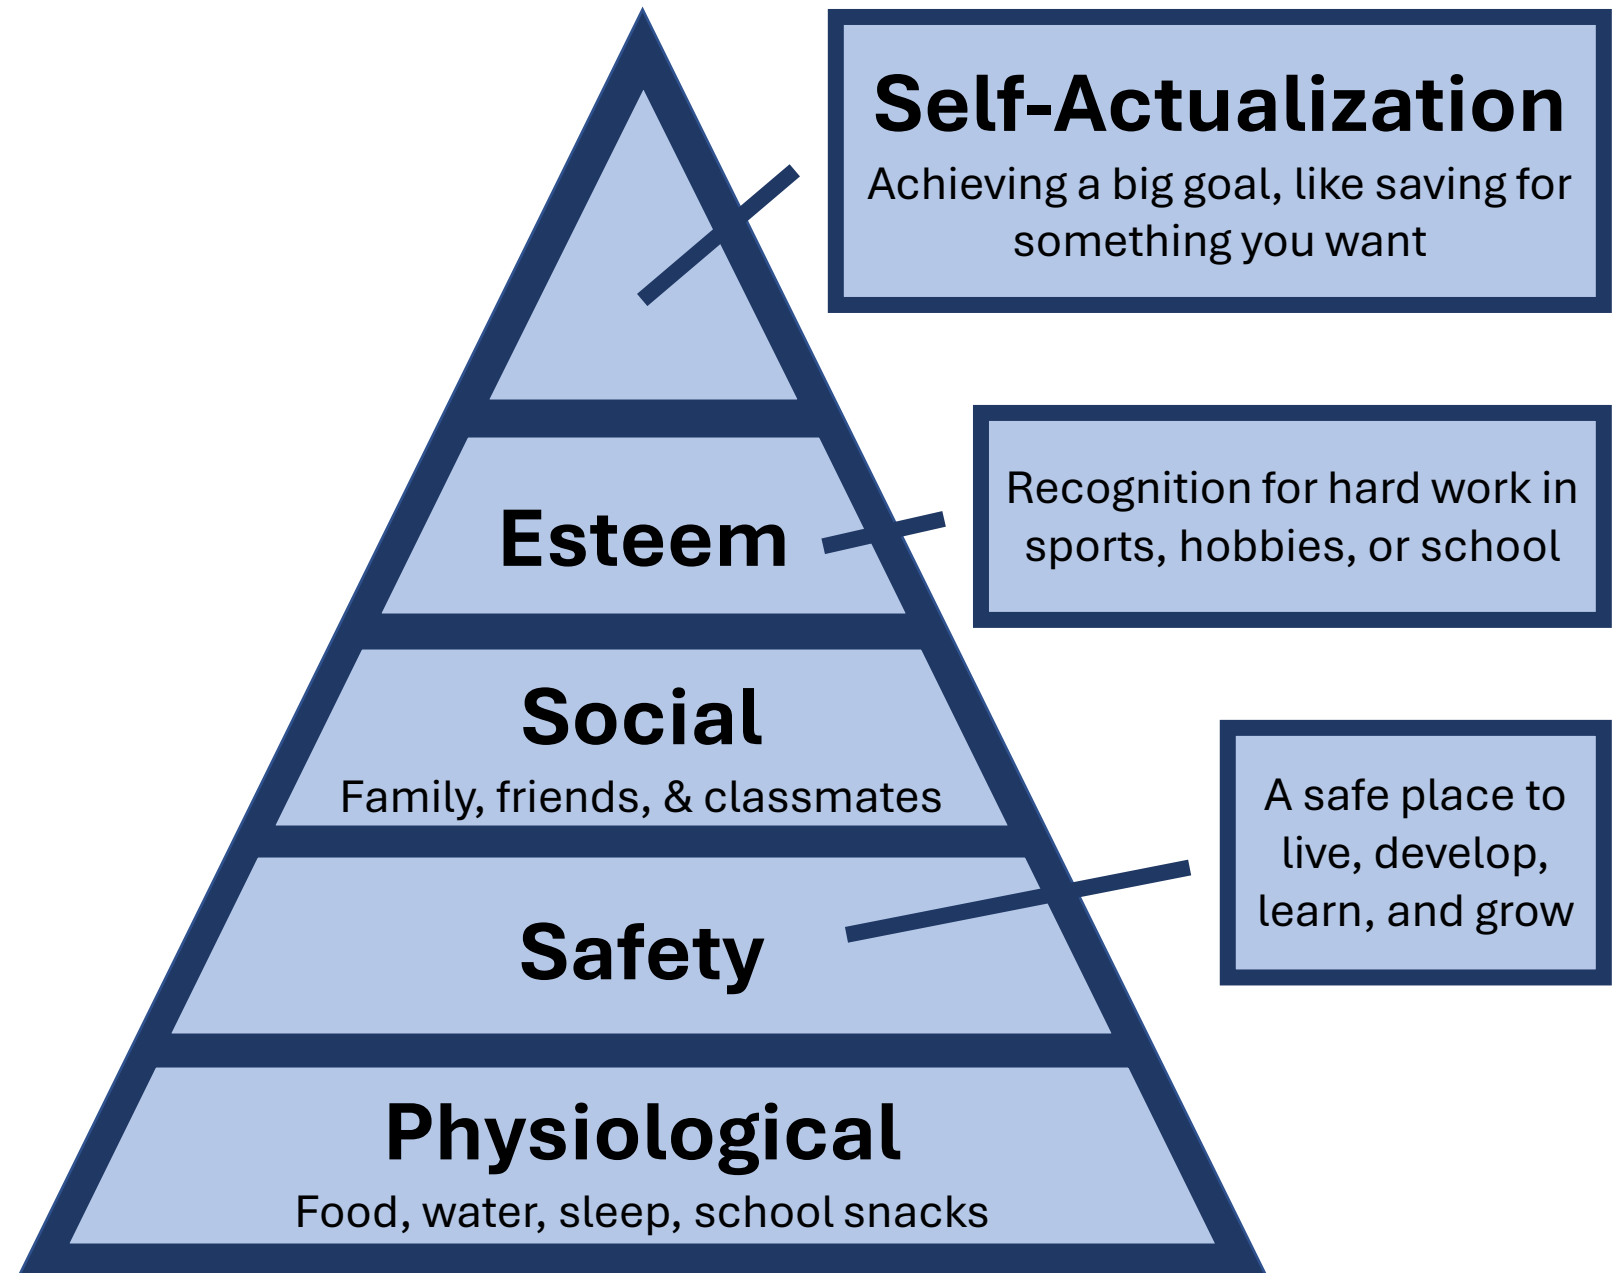 Self-Actualization
Achieving a big goal, like saving for
something you want
Esteem
Recognition for hard work in
sports, hobbies, or school
Social
Family, friends, & classmates
Safety
A safe place to
live, develop,
learn, and grow
Physiological
Food, water, sleep, school snacks